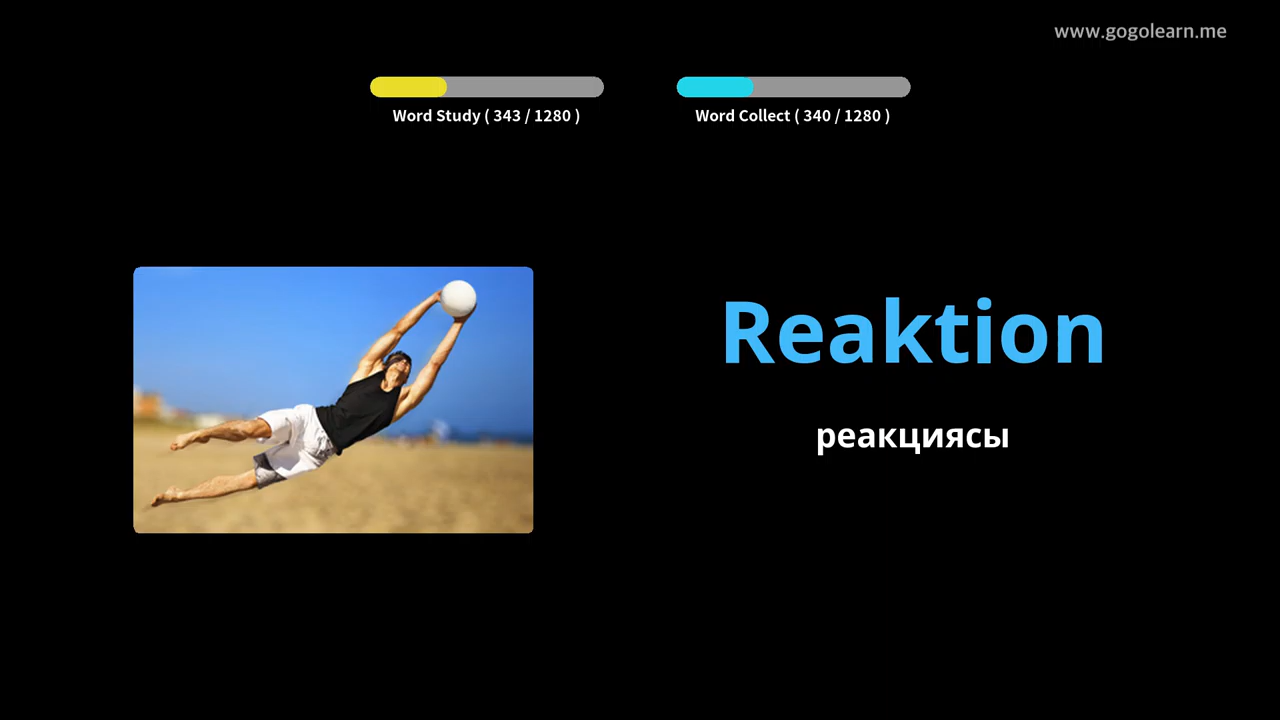 www.gogolearn.me
Word Study ( 343 / 1280 )
Word Collect ( 340 / 1280 )
Reaktion
реакциясы